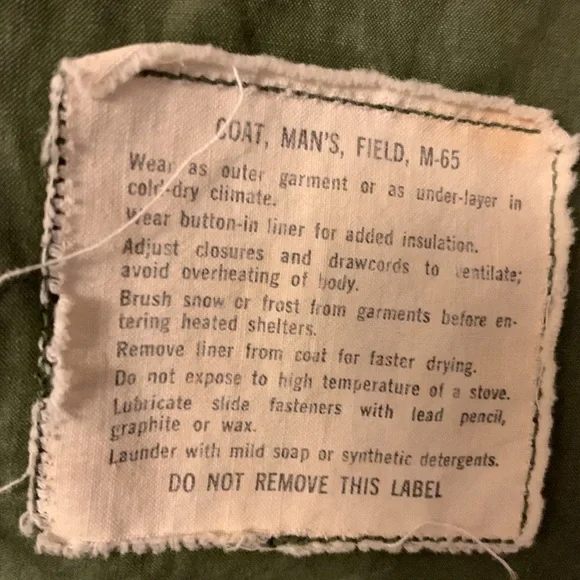 COAT, MAN'S, FIELD, M-65
Wear as outer garment or as under-layer in
cold-dry climate.
Wear button-in liner for added insulation.
Adjust closures and drawcords to ventilate;
avoid overheating of body.
Brush snow or frost from garments before en-
tering heated shelters.
Remove liner from coat for faster drying.
Do not expose to high temperature of a stove.
Lubricate slide fasteners with lead pencil,
graphite or wax.
Launder with mild soap or synthetic detergents.
DO NOT REMOVE THIS LABEL